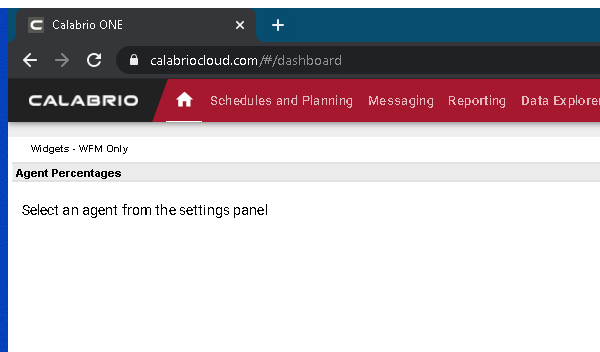 Calabrio ONE
calabriocloud.com/#/dashboard
CALABRIO Schedules and Planning Messaging Reporting Data Explorer
Widgets - WFM Only
Agent Percentages
Select an agent from the settings panel